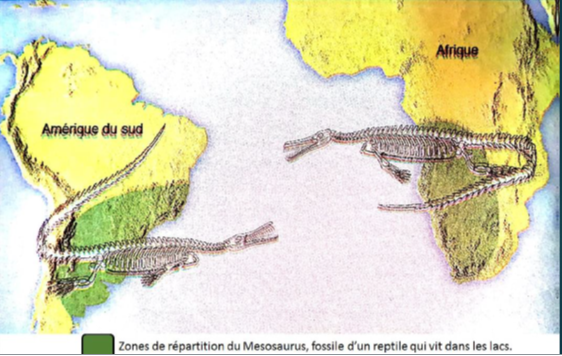 Afrique
Amérique du sud
Zones de répartition du Mesosaurus, fossile d'un reptile qui vit dans les lacs.